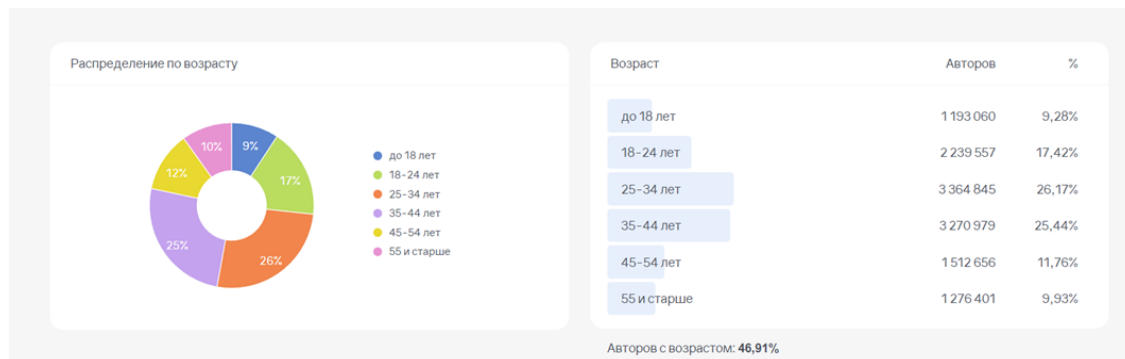 Распределение по возрасту
9%
17%
26%
25%
12%
10%
до 18 лет
18-24 лет
25-34 лет
35-44 лет
45-54 лет
55 и старше
Возраст Авторов %
до 18 лет 1 193 060 9,28%
18-24 лет 2 239 557 17,42%
25-34 лет 3 364 845 26,17%
35-44 лет 3 270 979 25,44%
45-54 лет 1 512 656 11,76%
55 и старше 1 276 401 9,93%
Авторов с возрастом: 46,91%